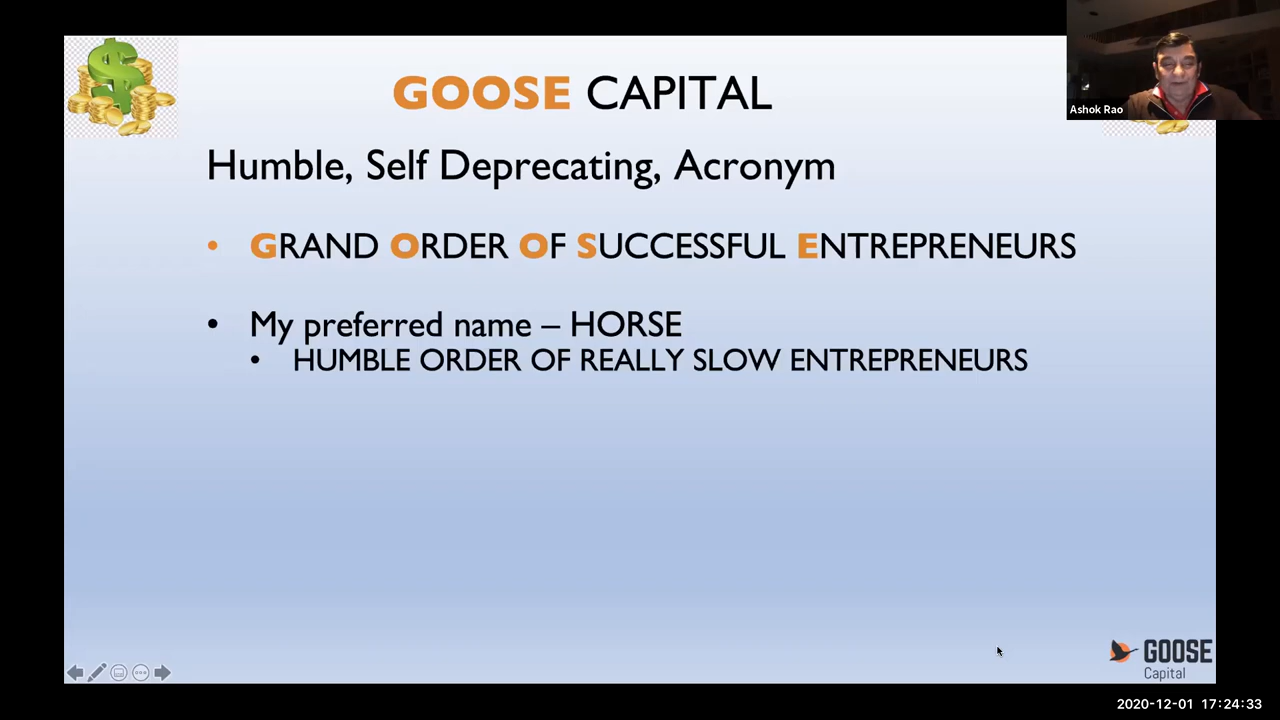 GOOSE CAPITAL
Ashok Rao
Humble, Self Deprecating, Acronym
• GRAND ORDER OF SUCCESSFUL ENTREPRENEURS
• My preferred name – HORSE
• HUMBLE ORDER OF REALLY SLOW ENTREPRENEURS
GOOSE
Capital
2020-12-01 17:24:33